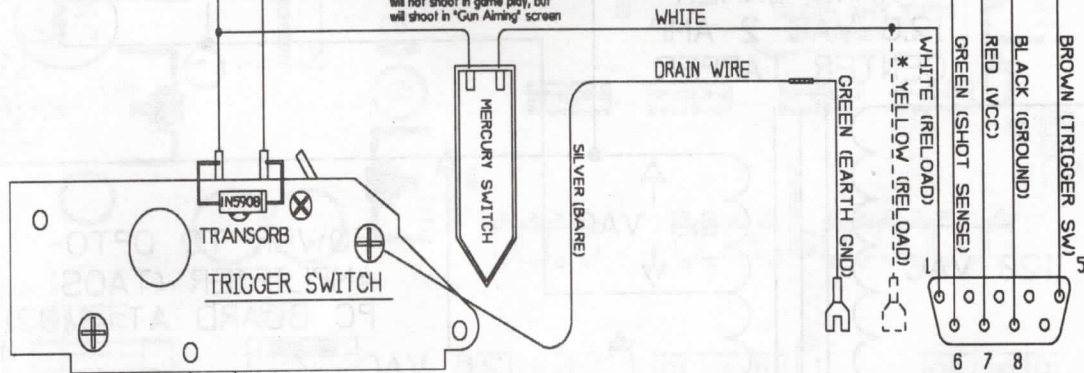 will not shoot in game play, but
will shoot in "Gun Aiming" screen
WHITE
DRAIN WIRE
MERCURY SWITCH
SILVER (BARE)
GREEN (EARTH GND)
* YELLOW (RELOAD)
WHITE (RELOAD)
GREEN (SHOT SENSE)
RED (VCC)
BLACK (GROUND)
BROWN (TRIGGER SW)
1N5908
TRANSORB
TRIGGER SWITCH
1
5
6 7 8